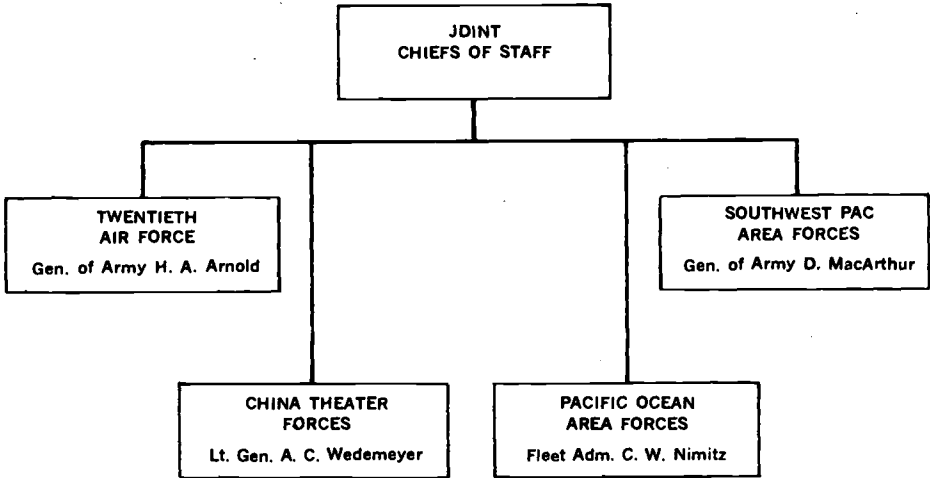 JDINT
CHIEFS OF STAFF
TWENTIETH
AIR FORCE
Gen. of Army H. A. Arnold
SOUTHWEST PAC
AREA FORCES
Gen. of Army D. MacArthur
CHINA THEATER
FORCES
Lt. Gen. A. C. Wedemeyer
PACIFIC OCEAN
AREA FORCES
Fleet Adm. C. W. Nimitz